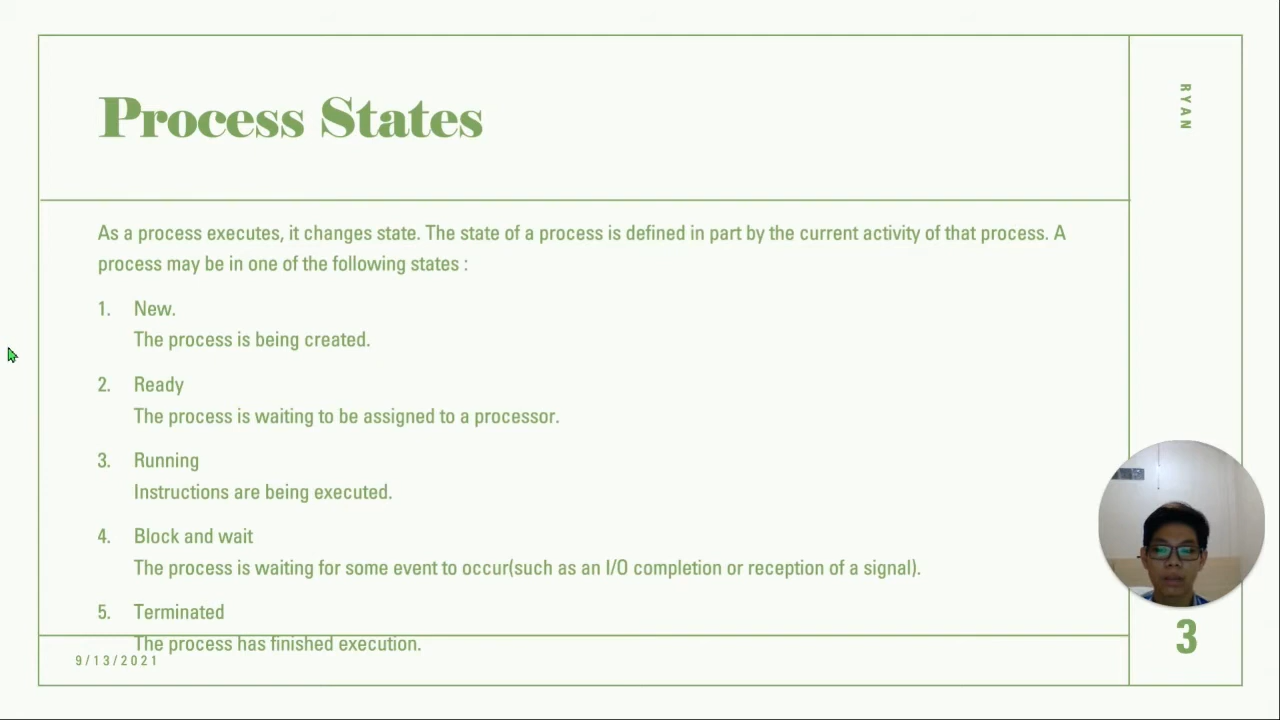 Process States
RYAN
As a process executes, it changes state. The state of a process is defined in part by the current activity of that process. A
process may be in one of the following states :
1. New.
The process is being created.
2. Ready
The process is waiting to be assigned to a processor.
3. Running
Instructions are being executed.
4. Block and wait
The process is waiting for some event to occur(such as an I/O completion or reception of a signal).
5. Terminated
The process has finished execution.
9/13/2021
3